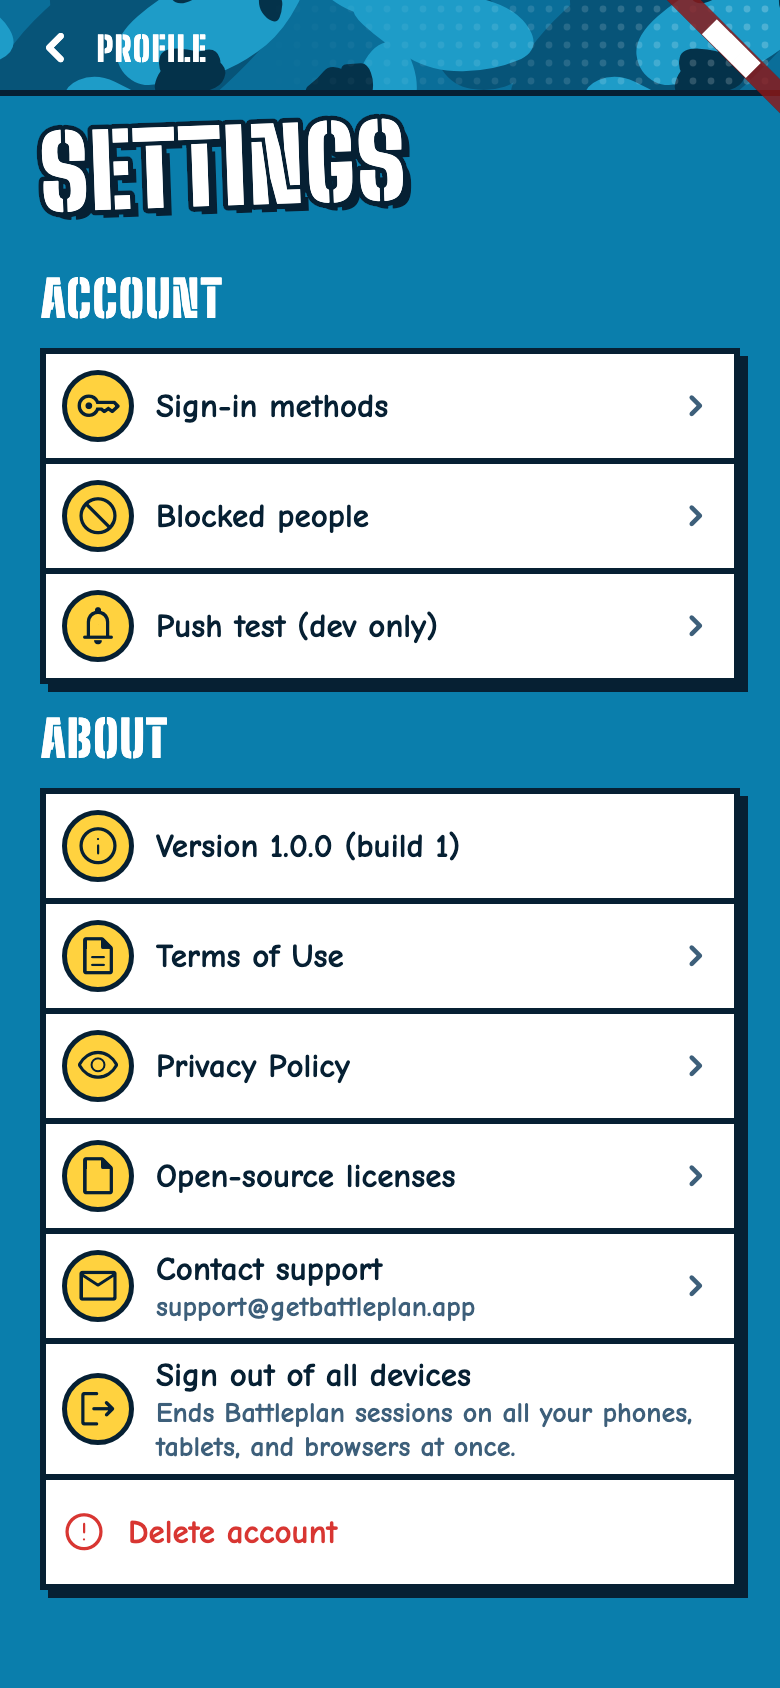 PROFILE
SETTINGS
ACCOUNT
Sign-in methods
Blocked people
Push test (dev only)
ABOUT
Version 1.0.0 (build 1)
Terms of Use
Privacy Policy
Open-source licenses
Contact support
support@getbattleplan.app
Sign out of all devices
Ends Battleplan sessions on all your phones,
tablets, and browsers at once.
Delete account